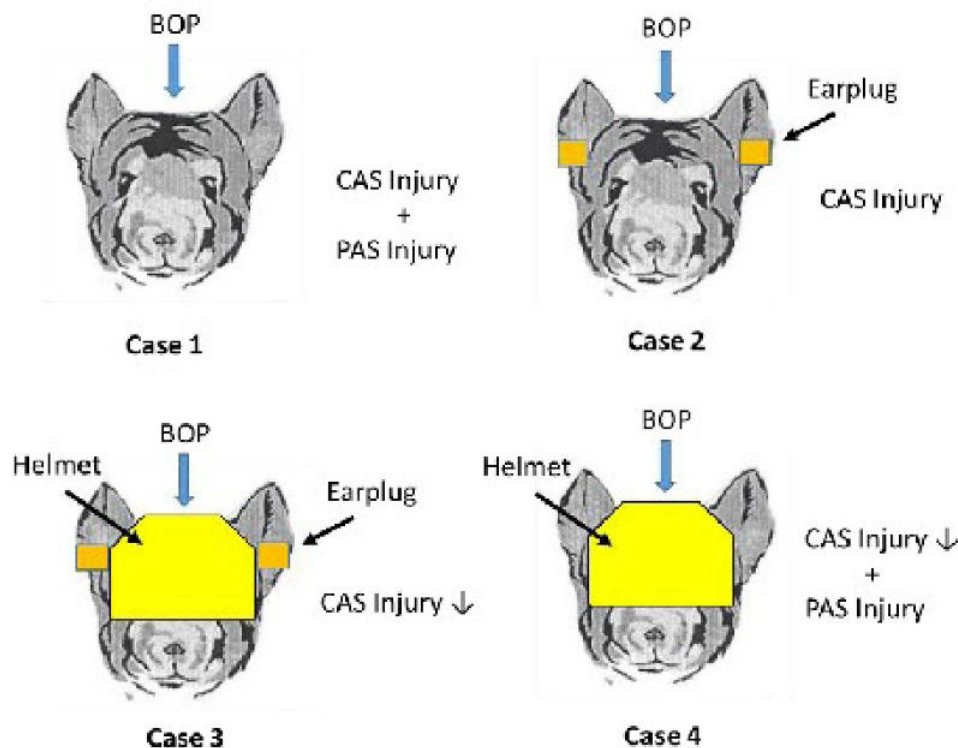 BOP
CAS Injury
+
PAS Injury
Case 1
BOP
Earplug
CAS Injury
Case 2
BOP
Helmet
Earplug
CAS Injury ↓
Case 3
BOP
Helmet
CAS Injury ↓
+
PAS Injury
Case 4